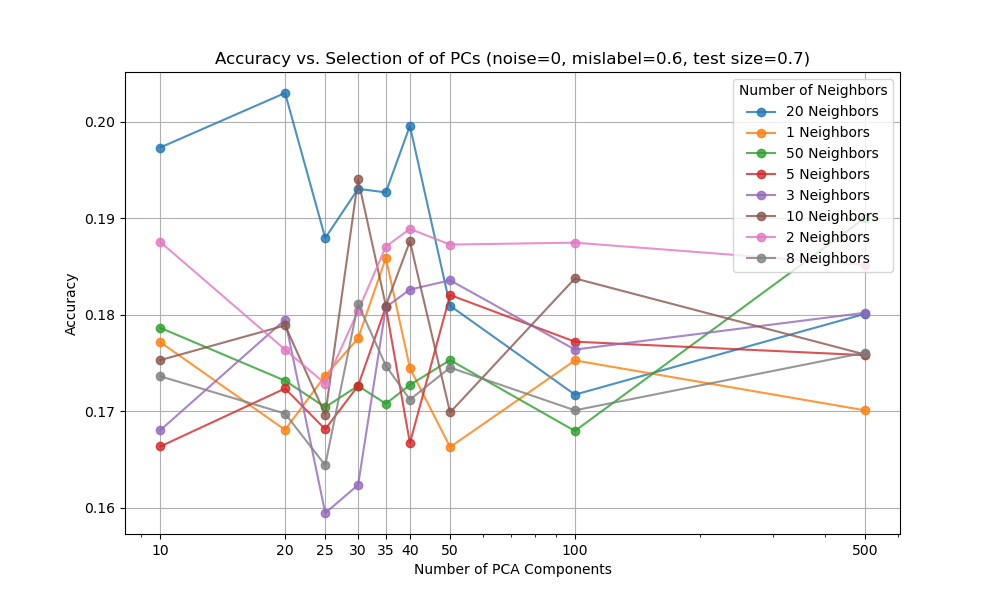 Accuracy vs. Selection of of PCs (noise=0, mislabel=0.6, test size=0.7)
Number of Neighbors
20 Neighbors
1 Neighbors
50 Neighbors
5 Neighbors
3 Neighbors
10 Neighbors
2 Neighbors
8 Neighbors
Accuracy
0.20
0.19
0.18
0.17
0.16
10 20 25 30 35 40 50 100 500
Number of PCA Components